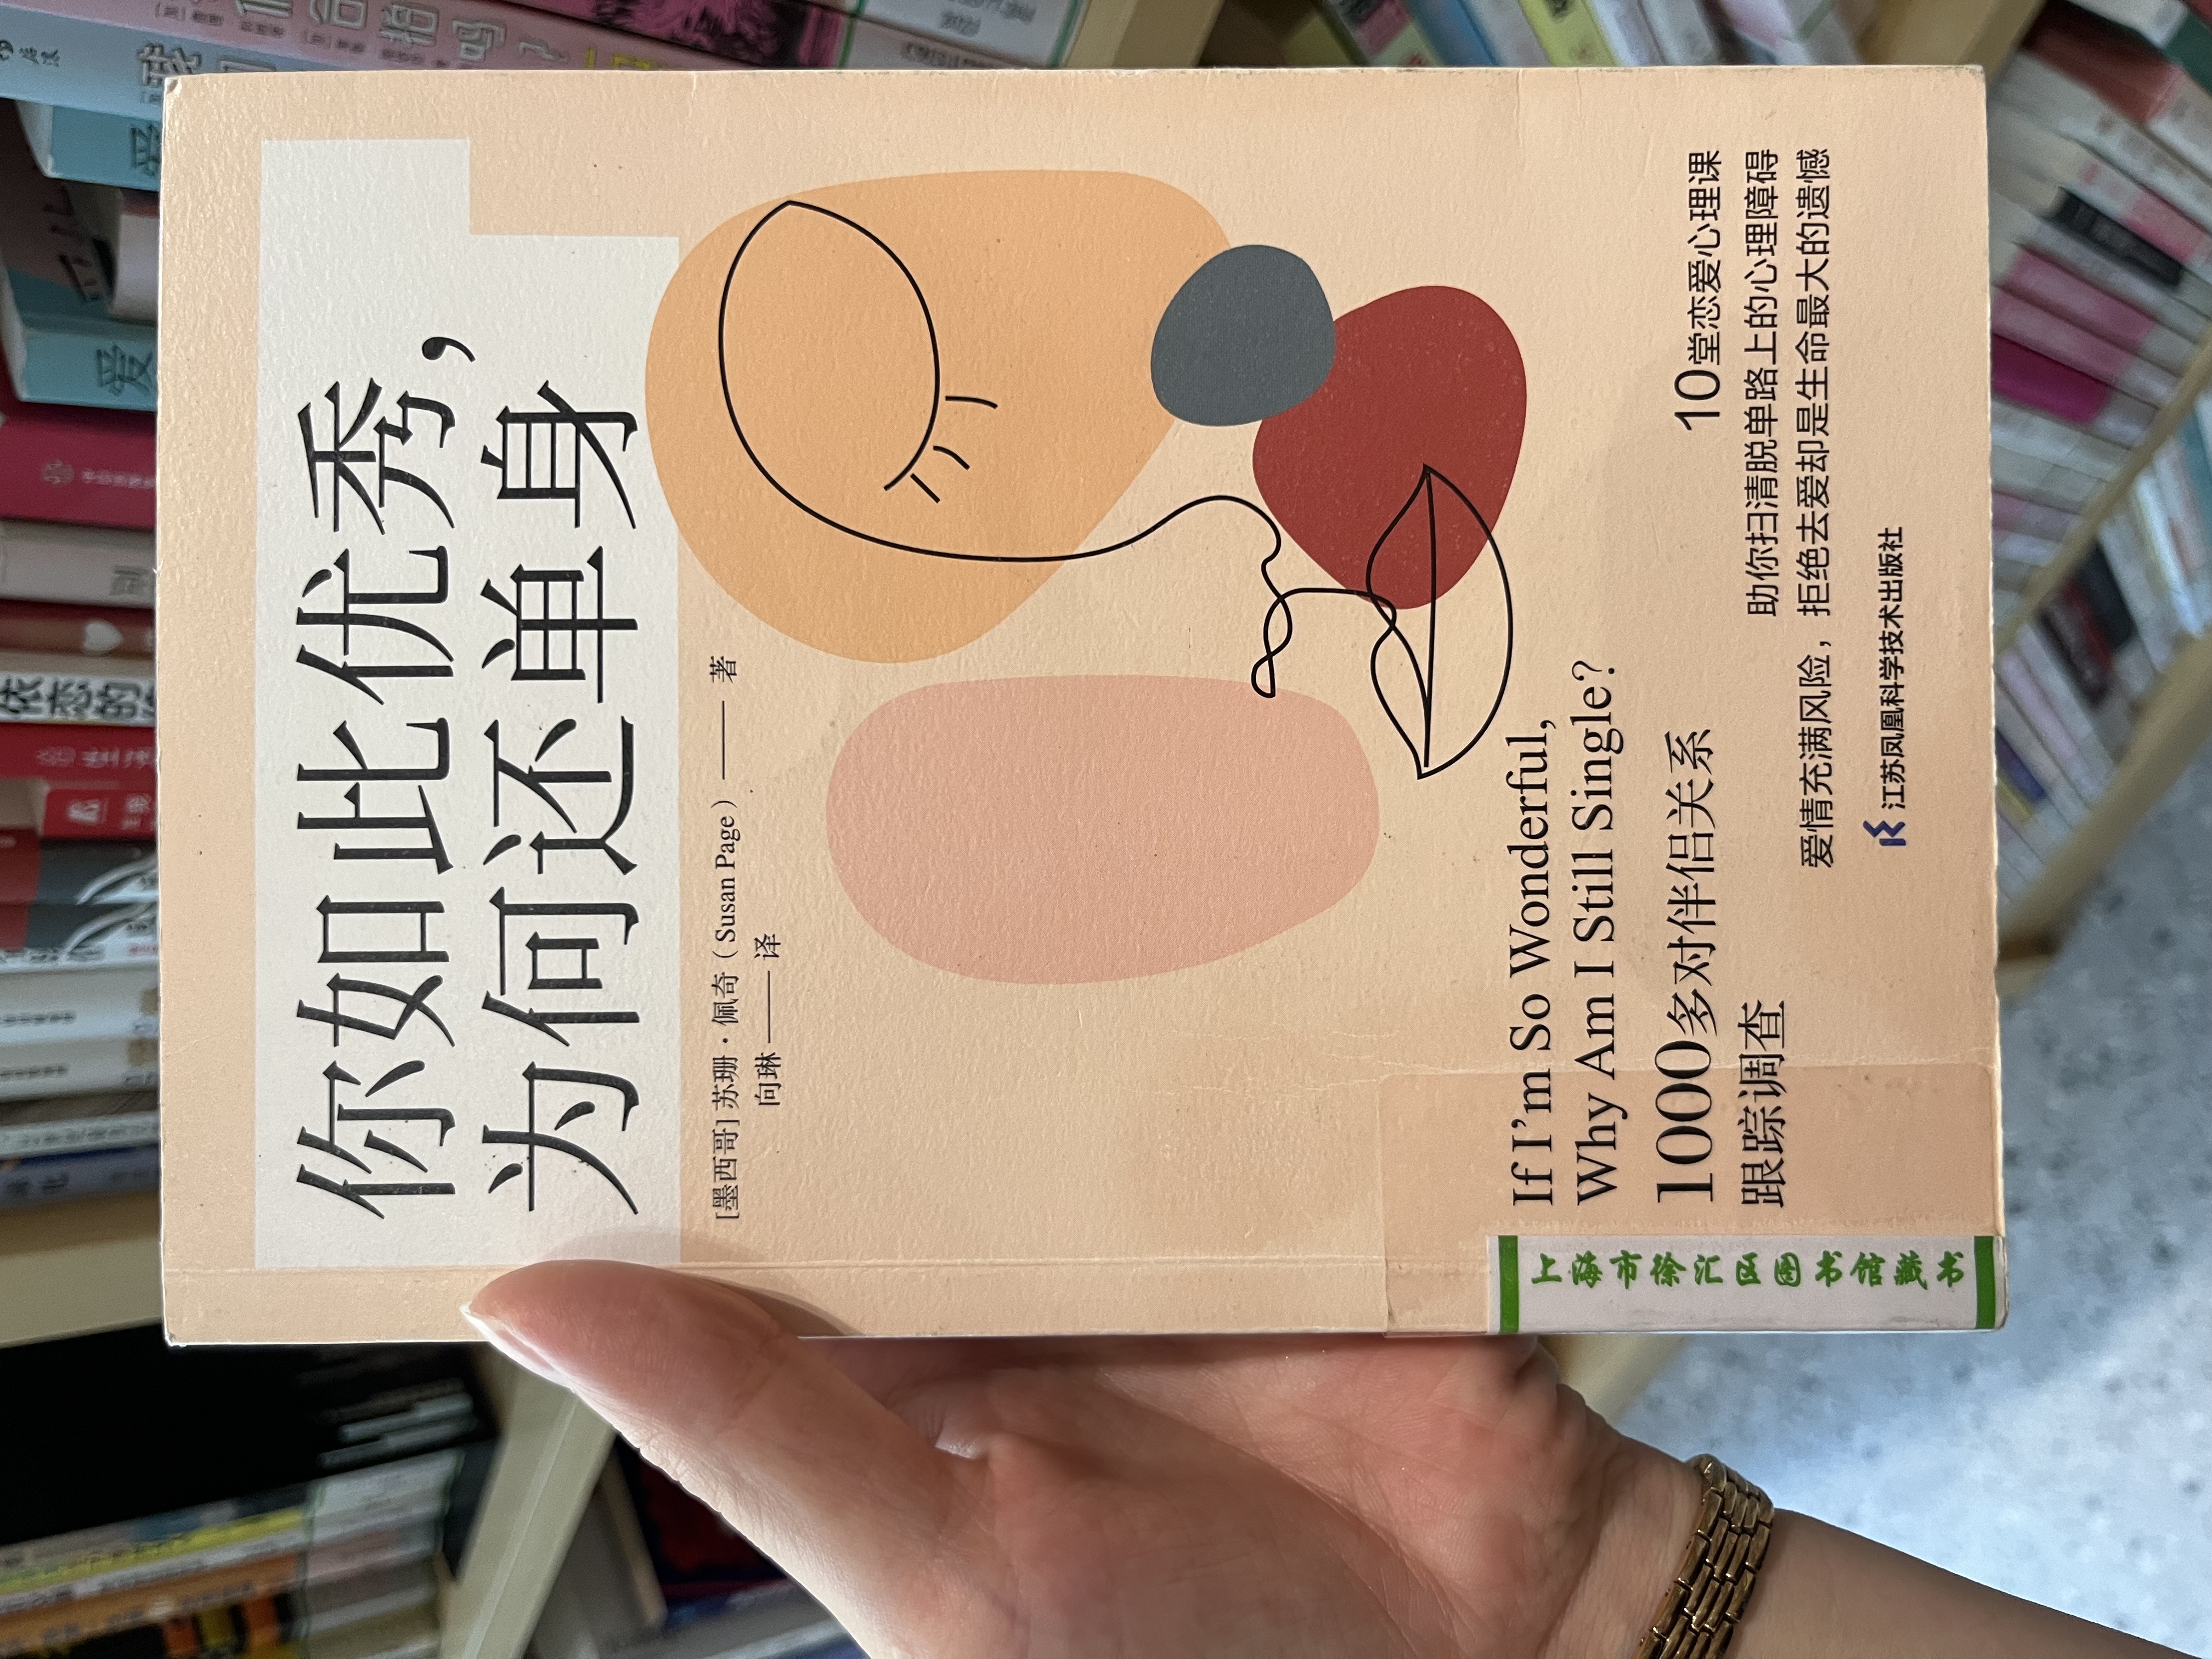 你如此优秀，
为何还单身
[墨西哥] 苏珊·佩奇（Susan Page）—— 著
向琳 —— 译
If I'm So Wonderful,
Why Am I Still Single?
1000多对伴侣关系
跟踪调查
10堂恋爱心理课
助你扫清脱单路上的心理障碍
爱情充满风险，拒绝去爱却是生命最大的遗憾
江苏凤凰科学技术出版社
上海市徐汇区图书馆藏书
依恋的